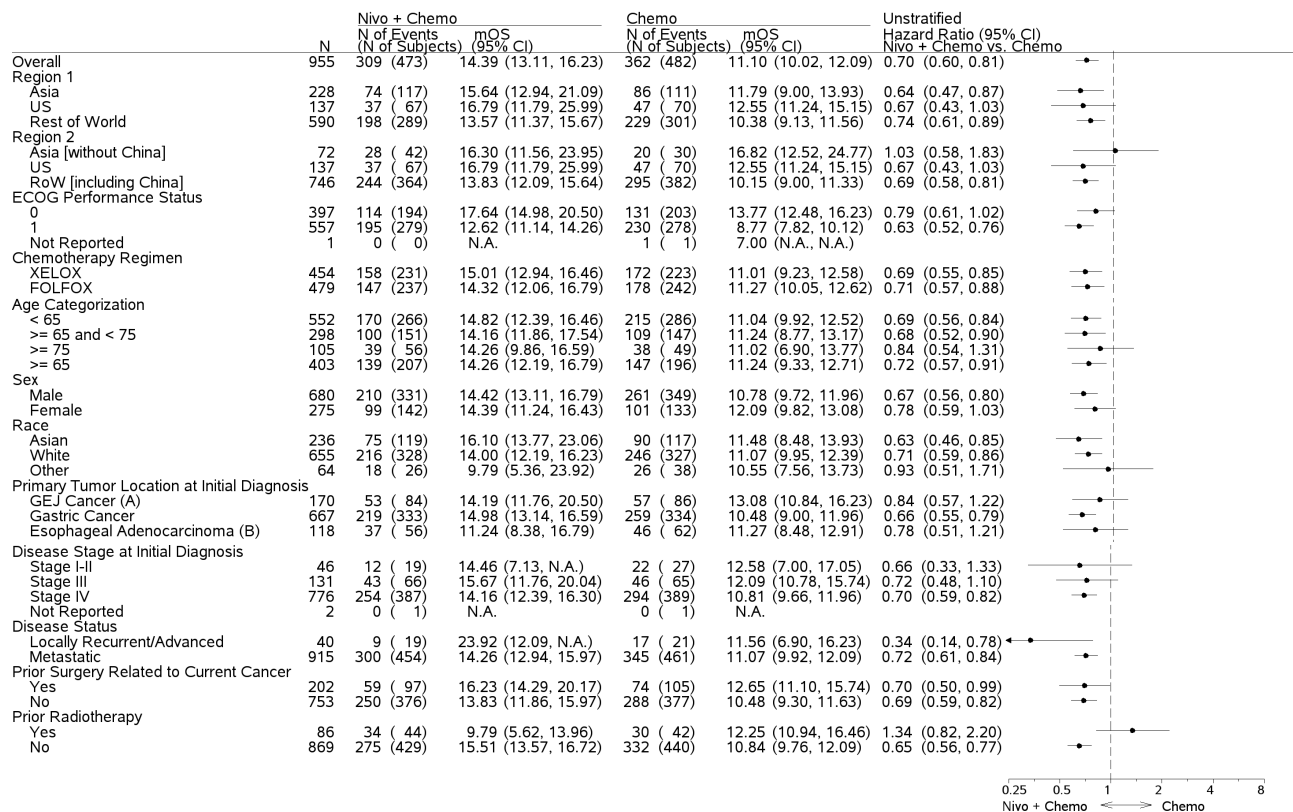 Nivo + Chemo Chemo Unstratified
N of Events mOS N of Events mOS Hazard Ratio (95% CI)
N (N of Subjects) (95% CI) (N of Subjects) (95% CI) Nivo + Chemo vs. Chemo
Overall 955 309 (473) 14.39 (13.11, 16.23) 362 (482) 11.10 (10.02, 12.09) 0.70 (0.60, 0.81)
Region 1
Asia 228 74 (117) 15.64 (12.94, 21.09) 86 (111) 11.79 (9.00, 13.93) 0.64 (0.47, 0.87)
US 137 37 ( 67) 16.79 (11.79, 25.99) 47 ( 70) 12.55 (11.24, 15.15) 0.67 (0.43, 1.03)
Rest of World 590 198 (289) 13.57 (11.37, 15.67) 229 (301) 10.38 (9.13, 11.56) 0.74 (0.61, 0.89)
Region 2
Asia [without China] 72 28 ( 42) 16.30 (11.56, 23.95) 20 ( 30) 16.82 (12.52, 24.77) 1.03 (0.58, 1.83)
US 137 37 ( 67) 16.79 (11.79, 25.99) 47 ( 70) 12.55 (11.24, 15.15) 0.67 (0.43, 1.03)
RoW [including China] 746 244 (364) 13.83 (12.09, 15.64) 295 (382) 10.15 (9.00, 11.33) 0.69 (0.58, 0.81)
ECOG Performance Status
0 397 114 (194) 17.64 (14.98, 20.50) 131 (203) 13.77 (12.48, 16.23) 0.79 (0.61, 1.02)
1 557 195 (279) 12.62 (11.14, 14.26) 230 (278) 8.77 (7.82, 10.12) 0.63 (0.52, 0.76)
Not Reported 1 0 ( 0) N.A. 1 ( 1) 7.00 (N.A., N.A.)
Chemotherapy Regimen
XELOX 454 158 (231) 15.01 (12.94, 16.46) 172 (223) 11.01 (9.23, 12.58) 0.69 (0.55, 0.85)
FOLFOX 479 147 (237) 14.32 (12.06, 16.79) 178 (242) 11.27 (10.05, 12.62) 0.71 (0.57, 0.88)
Age Categorization
< 65 552 170 (266) 14.82 (12.39, 16.46) 215 (286) 11.04 (9.92, 12.52) 0.69 (0.56, 0.84)
>= 65 and < 75 298 100 (151) 14.16 (11.86, 17.54) 109 (147) 11.24 (8.77, 13.17) 0.68 (0.52, 0.90)
>= 75 105 39 ( 56) 14.26 (9.86, 16.59) 38 ( 49) 11.02 (6.90, 13.77) 0.84 (0.54, 1.31)
>= 65 403 139 (207) 14.26 (12.19, 16.79) 147 (196) 11.24 (9.33, 12.71) 0.72 (0.57, 0.91)
Sex
Male 680 210 (331) 14.42 (13.11, 16.79) 261 (349) 10.78 (9.72, 11.96) 0.67 (0.56, 0.80)
Female 275 99 (142) 14.39 (11.24, 16.43) 101 (133) 12.09 (9.82, 13.08) 0.78 (0.59, 1.03)
Race
Asian 236 75 (119) 16.10 (13.77, 23.06) 90 (117) 11.48 (8.48, 13.93) 0.63 (0.46, 0.85)
White 655 216 (328) 14.00 (12.19, 16.23) 246 (327) 11.07 (9.95, 12.39) 0.71 (0.59, 0.86)
Other 64 18 ( 26) 9.79 (5.36, 23.92) 26 ( 38) 10.55 (7.56, 13.73) 0.93 (0.51, 1.71)
Primary Tumor Location at Initial Diagnosis
GEJ Cancer (A) 170 53 ( 84) 14.19 (11.76, 20.50) 57 ( 86) 13.08 (10.84, 16.23) 0.84 (0.57, 1.22)
Gastric Cancer 667 219 (333) 14.98 (13.14, 16.59) 259 (334) 10.48 (9.00, 11.96) 0.66 (0.55, 0.79)
Esophageal Adenocarcinoma (B) 118 37 ( 56) 11.24 (8.38, 16.79) 46 ( 62) 11.27 (8.48, 12.91) 0.78 (0.51, 1.21)
Disease Stage at Initial Diagnosis
Stage I-II 46 12 ( 19) 14.46 (7.13, N.A.) 22 ( 27) 12.58 (7.00, 17.05) 0.66 (0.33, 1.33)
Stage III 131 43 ( 66) 15.67 (11.76, 20.04) 46 ( 65) 12.09 (10.78, 15.74) 0.72 (0.48, 1.10)
Stage IV 776 254 (387) 14.16 (12.39, 16.30) 294 (389) 10.81 (9.66, 11.96) 0.70 (0.59, 0.82)
Not Reported 2 0 ( 1) N.A. 0 ( 1) N.A.
Disease Status
Locally Recurrent/Advanced 40 9 ( 19) 23.92 (12.09, N.A.) 17 ( 21) 11.56 (6.90, 16.23) 0.34 (0.14, 0.78)
Metastatic 915 300 (454) 14.26 (12.94, 15.97) 345 (461) 11.07 (9.92, 12.09) 0.72 (0.61, 0.84)
Prior Surgery Related to Current Cancer
Yes 202 59 ( 97) 16.23 (14.29, 20.17) 74 (105) 12.65 (11.10, 15.74) 0.70 (0.50, 0.99)
No 753 250 (376) 13.83 (11.86, 15.97) 288 (377) 10.48 (9.30, 11.63) 0.69 (0.59, 0.82)
Prior Radiotherapy
Yes 86 34 ( 44) 9.79 (5.62, 13.96) 30 ( 42) 12.25 (10.94, 16.46) 1.34 (0.82, 2.20)
No 869 275 (429) 15.51 (13.57, 16.72) 332 (440) 10.84 (9.76, 12.09) 0.65 (0.56, 0.77)
0.25 0.5 1 2 4 8
Nivo + Chemo Chemo